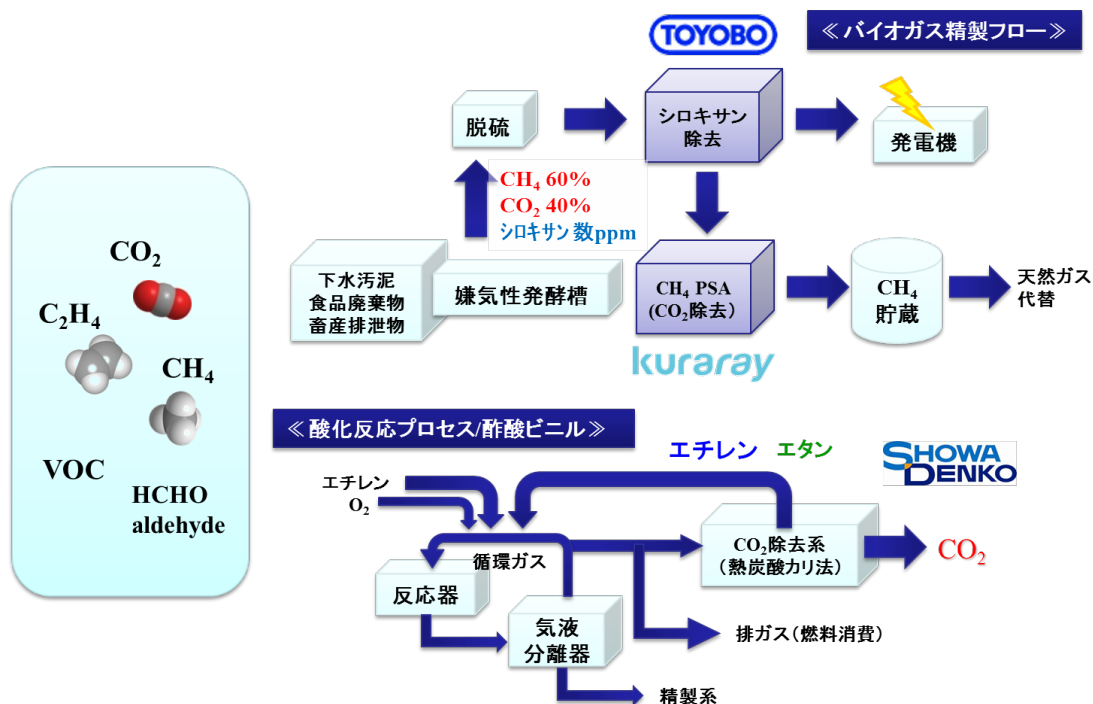 TOYOBO
≪ バイオガス精製フロー ≫
脱硫
シロキサン
除去
発電機
CH₄ 60%
CO₂ 40%
ｼﾛｷｻﾝ 数ppm
下水汚泥
食品廃棄物
畜産排泄物
嫌気性発酵槽
CH₄ PSA
(CO₂除去）
CH₄
貯蔵
天然ガス
代替
kuraray
CO₂
C₂H₄
CH₄
VOC
HCHO
aldehyde
≪ 酸化反応プロセス/酢酸ビニル ≫
エチレン エタン
SHOWA
DENKO
エチレン
O₂
循環ガス
反応器
気液
分離器
CO₂除去系
（熱炭酸カリ法）
CO₂
排ガス（燃料消費）
精製系